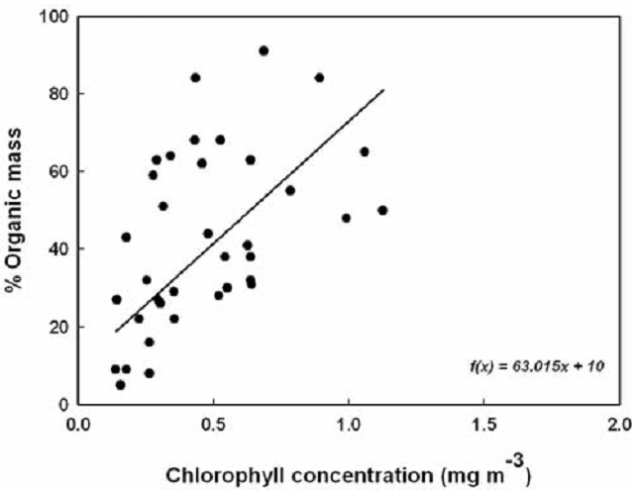 100
80
60
40
20
0
% Organic mass
f(x) = 63.015x + 10
0.0 0.5 1.0 1.5 2.0
Chlorophyll concentration (mg m⁻³)